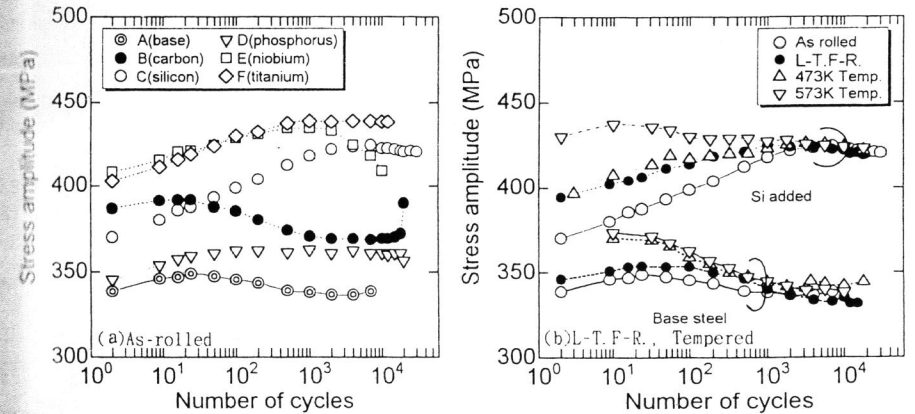 500
450
400
350
300
Stress amplitude (MPa)
A(base)
B(carbon)
C(silicon)
D(phosphorus)
E(niobium)
F(titanium)
(a)As-rolled
10^0 10^1 10^2 10^3 10^4
Number of cycles
500
450
400
350
300
Stress amplitude (MPa)
As rolled
L-T.F-R.
473K Temp.
573K Temp.
Si added
Base steel
(b)L-T.F-R., Tempered
10^0 10^1 10^2 10^3 10^4
Number of cycles